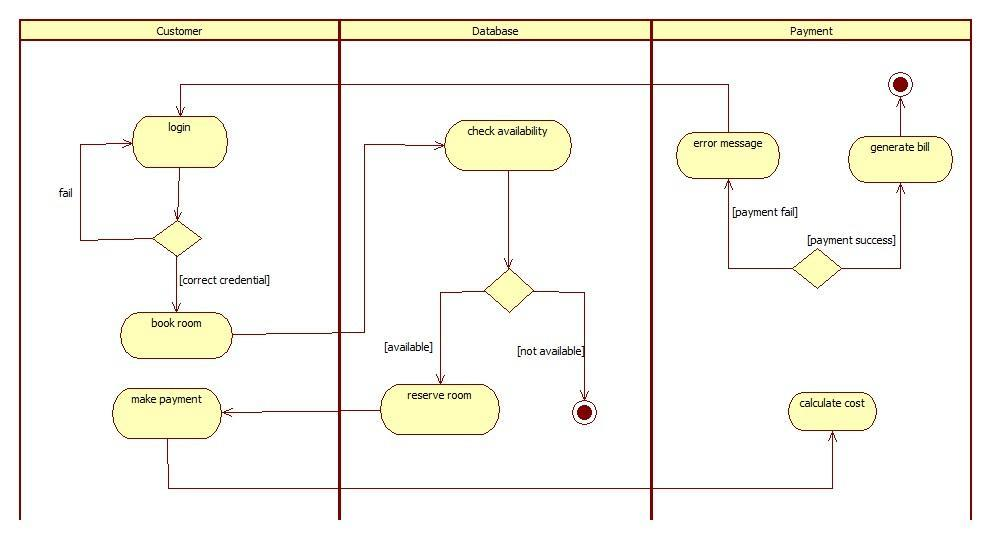 Customer
Database
Payment
login
check availability
error message
generate bill
fail
[payment fail]
[payment success]
[correct credential]
book room
[available]
[not available]
make payment
reserve room
calculate cost